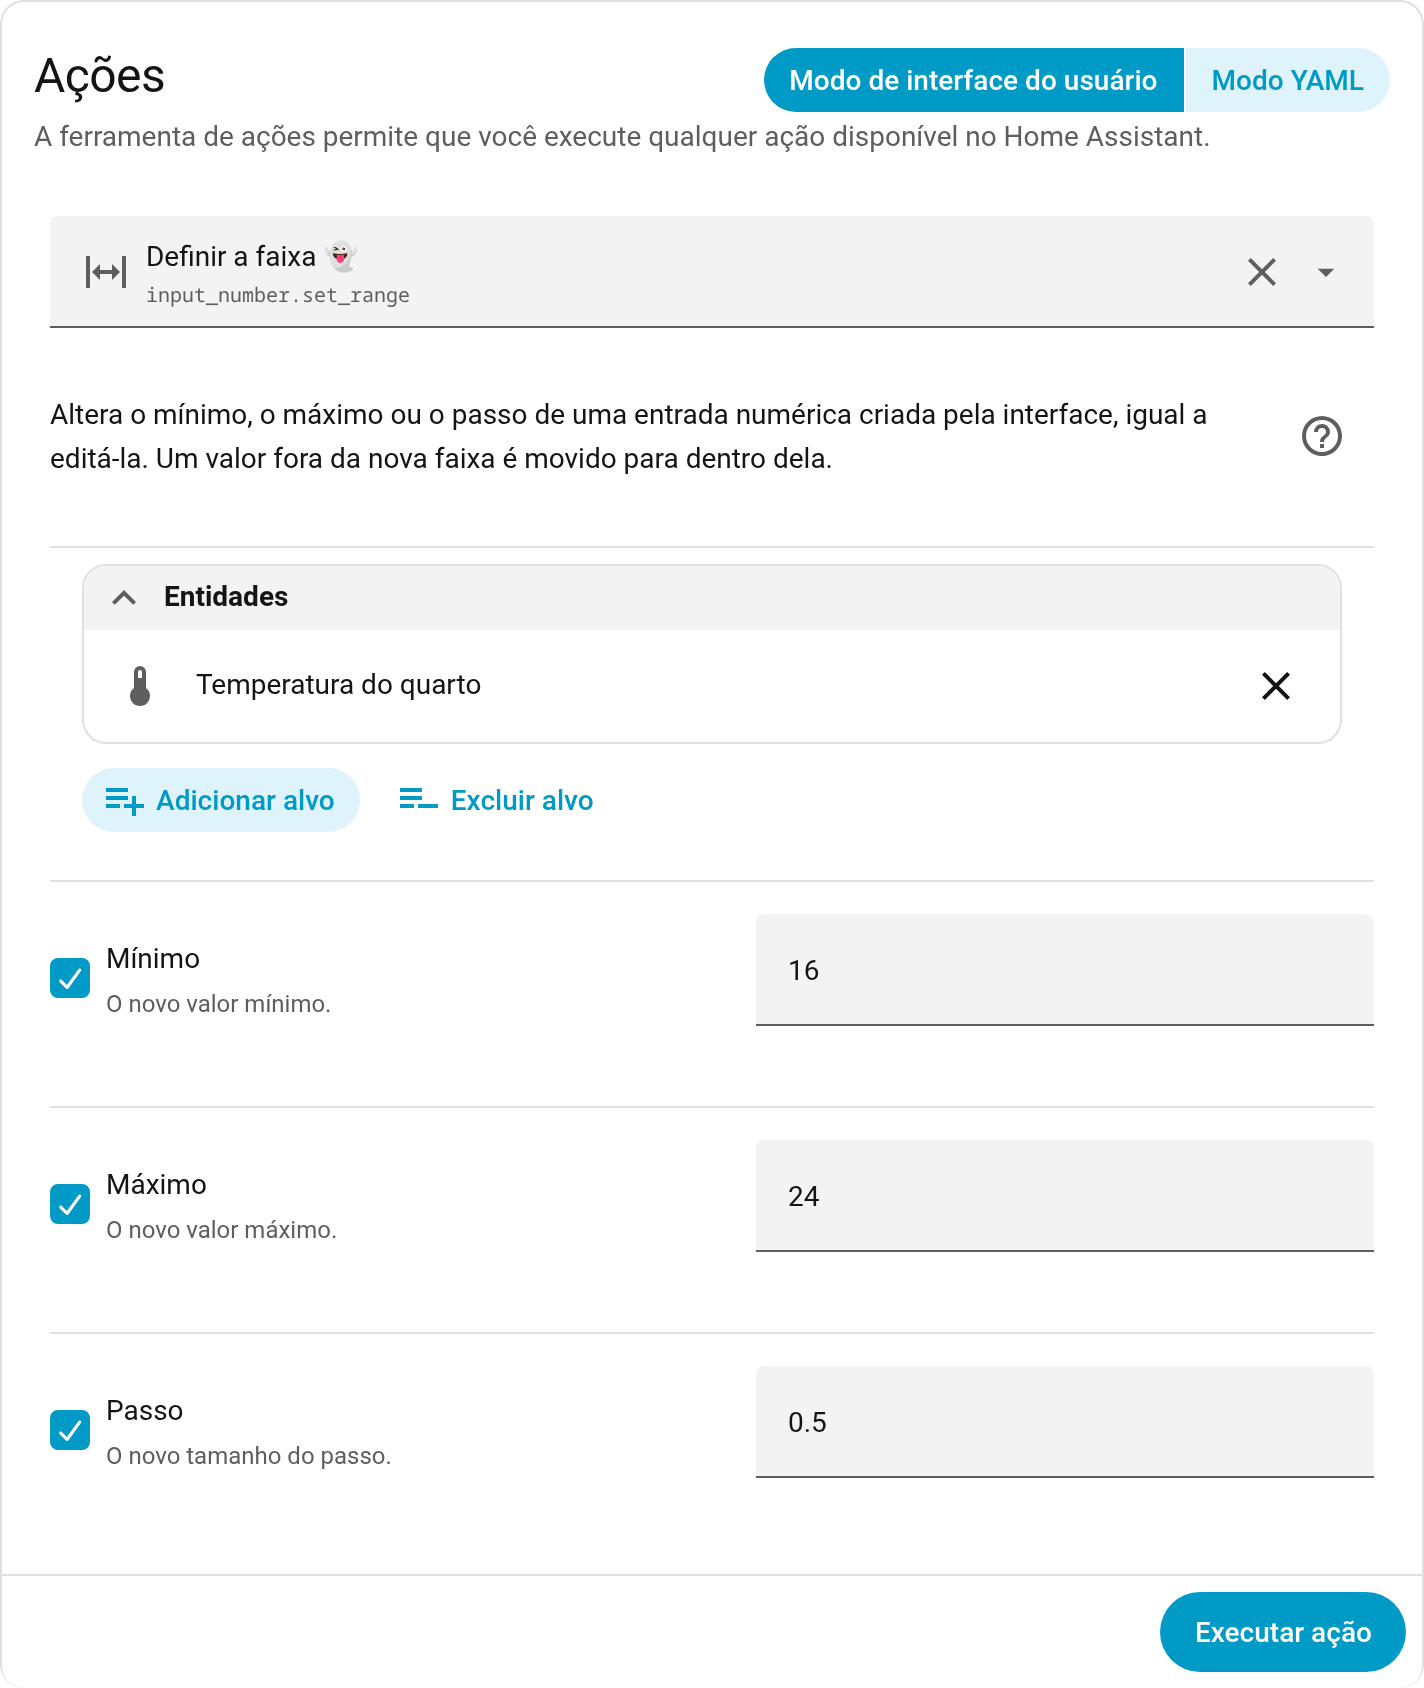 Ações
Modo de interface do usuário
Modo YAML
A ferramenta de ações permite que você execute qualquer ação disponível no Home Assistant.
Definir a faixa 👻
input_number.set_range
Altera o mínimo, o máximo ou o passo de uma entrada numérica criada pela interface, igual a
editá-la. Um valor fora da nova faixa é movido para dentro dela.
Entidades
Temperatura do quarto
Adicionar alvo
Excluir alvo
Mínimo
O novo valor mínimo.
16
Máximo
O novo valor máximo.
24
Passo
O novo tamanho do passo.
0.5
Executar ação